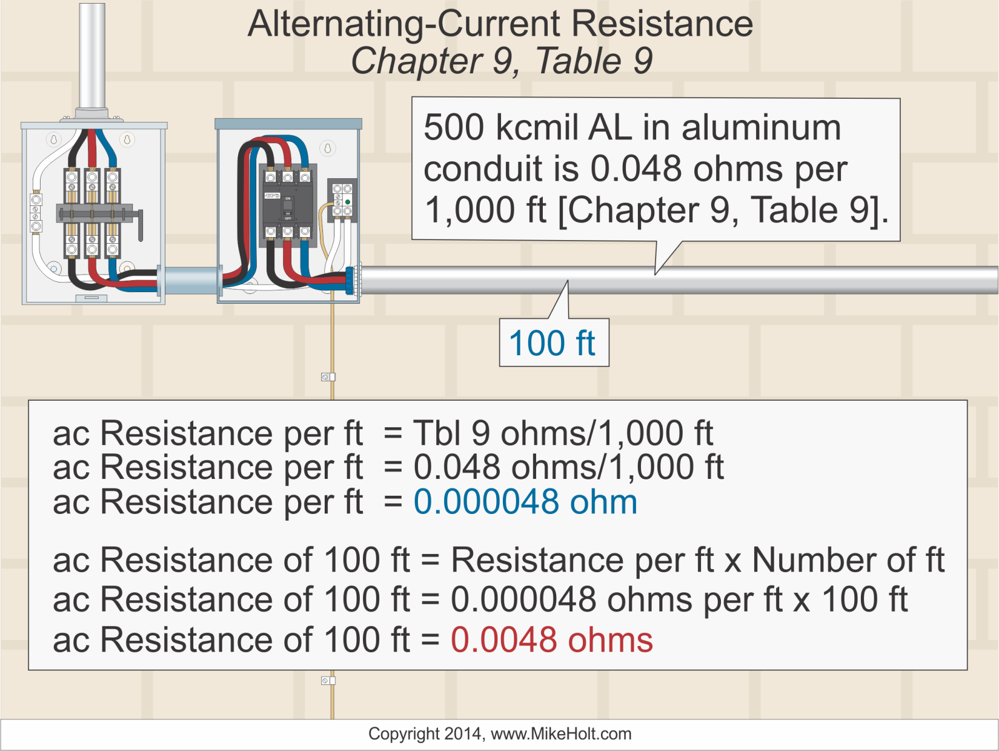 Alternating-Current Resistance
Chapter 9, Table 9
500 kcmil AL in aluminum
conduit is 0.048 ohms per
1,000 ft [Chapter 9, Table 9].
ON
OFF
100 ft
ac Resistance per ft = Tbl 9 ohms/1,000 ft
ac Resistance per ft = 0.048 ohms/1,000 ft
ac Resistance per ft = 0.000048 ohm
ac Resistance of 100 ft = Resistance per ft x Number of ft
ac Resistance of 100 ft = 0.000048 ohms per ft x 100 ft
ac Resistance of 100 ft = 0.0048 ohms
Copyright 2014, www.MikeHolt.com